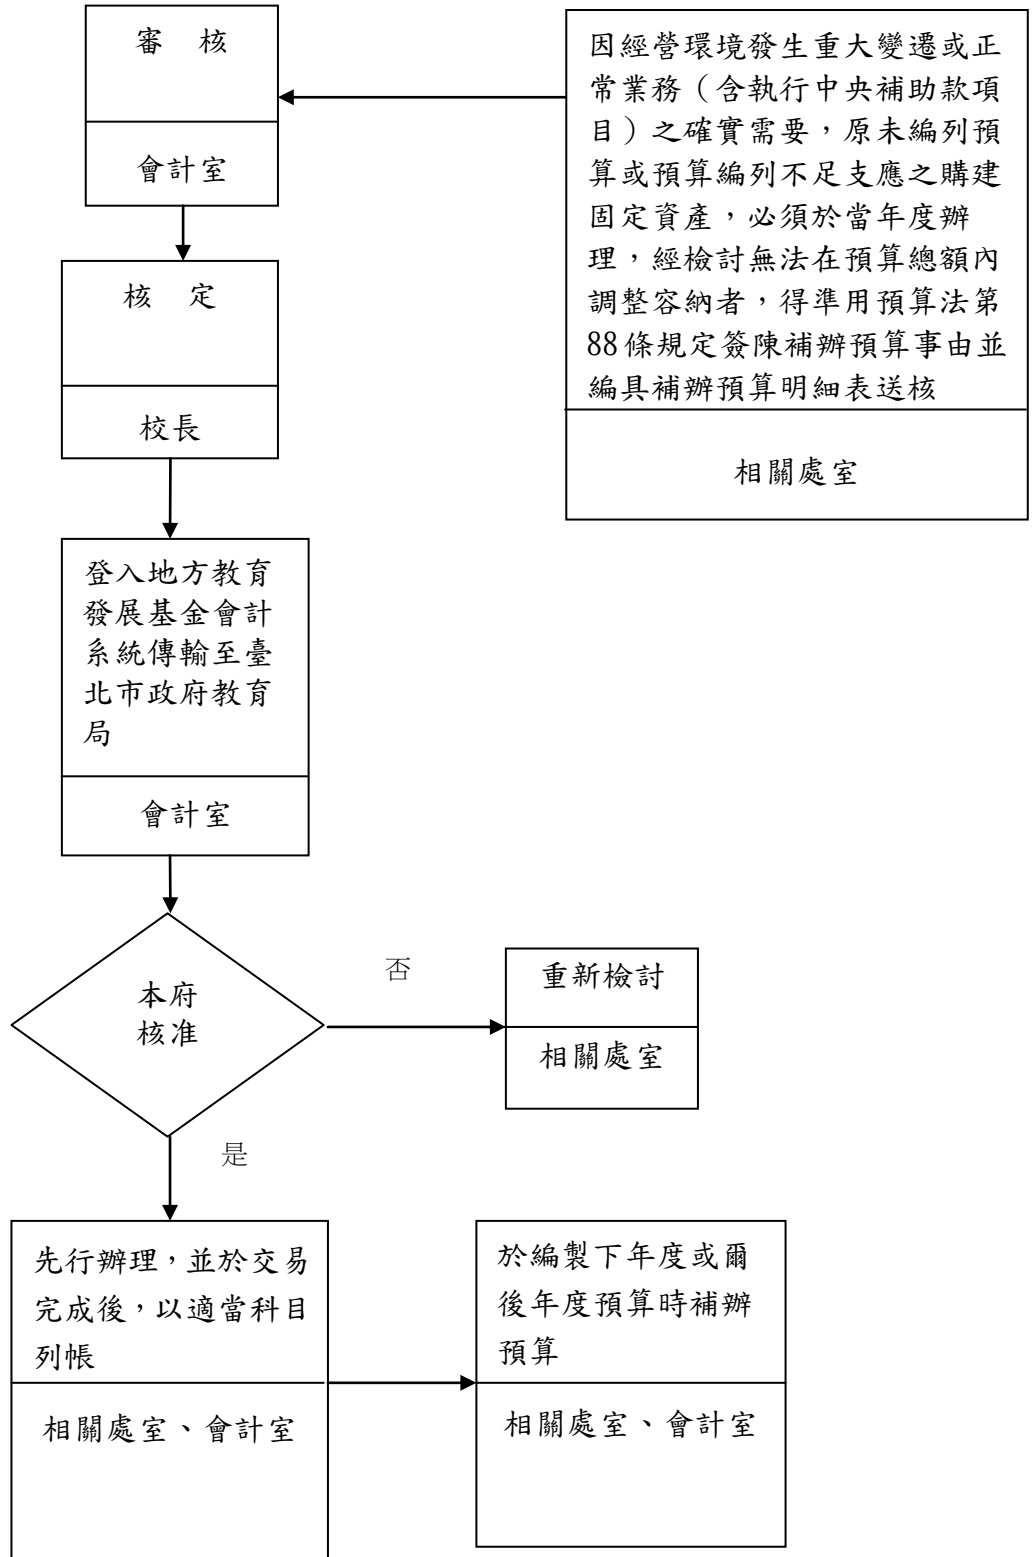 審　核
會計室
因經營環境發生重大變遷或正
常業務（含執行中央補助款項
目）之確實需要，原未編列預
算或預算編列不足支應之購建
固定資產，必須於當年度辦
理，經檢討無法在預算總額內
調整容納者，得準用預算法第
88條規定簽陳補辦預算事由並
編具補辦預算明細表送核
相關處室
核　定
校長
登入地方教育
發展基金會計
系統傳輸至臺
北市政府教育
局
會計室
本府
核准
否
重新檢討
相關處室
是
先行辦理，並於交易
完成後，以適當科目
列帳
相關處室、會計室
於編製下年度或爾
後年度預算時補辦
預算
相關處室、會計室